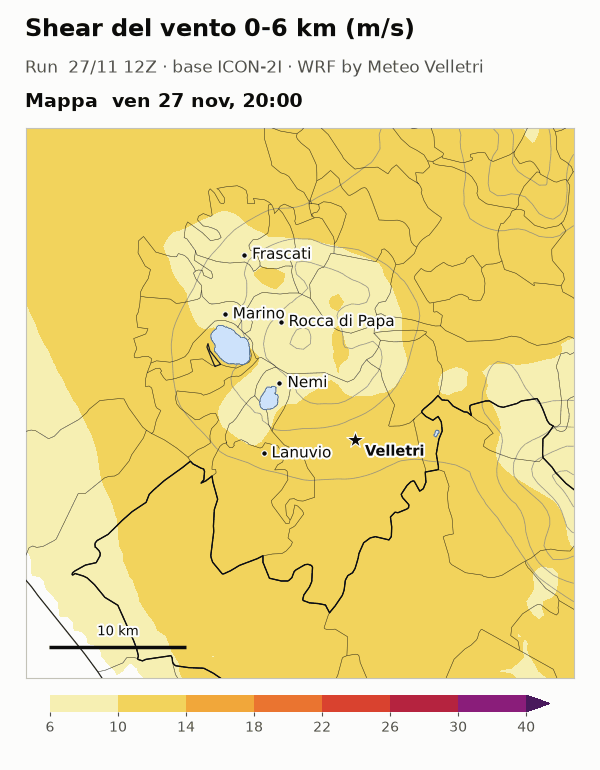 Shear del vento 0-6 km (m/s)
Run  27/11 12Z · base ICON-2I · WRF by Meteo Velletri
Mappa  ven 27 nov, 20:00
Frascati
Marino
Rocca di Papa
Nemi
Velletri
Lanuvio
10 km
6 10 14 18 22 26 30 40